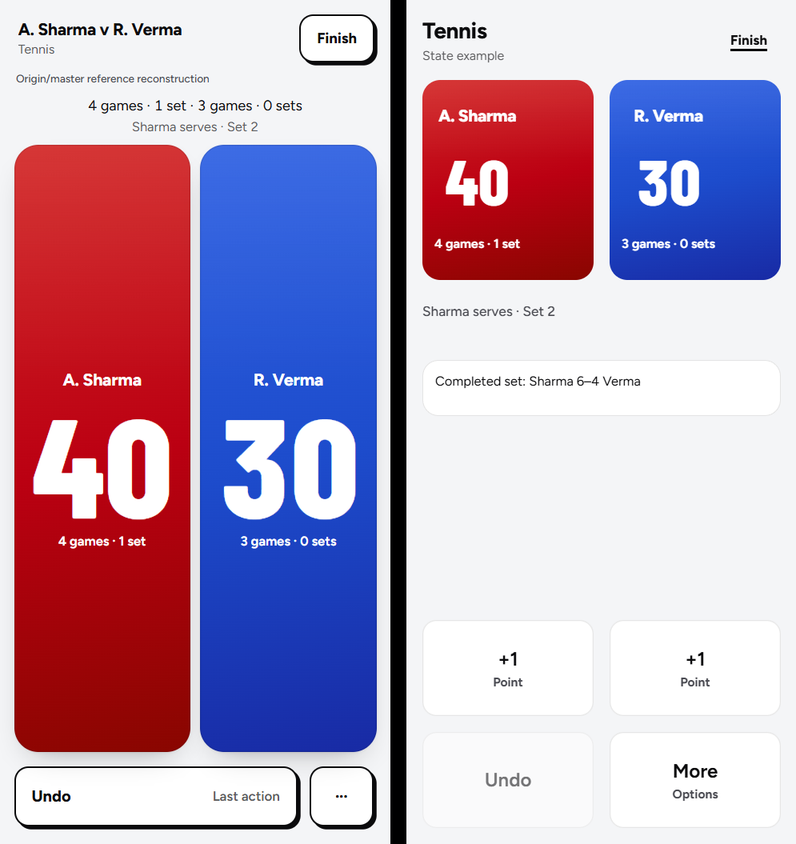 A. Sharma v R. Verma
Tennis
Finish
Origin/master reference reconstruction
4 games · 1 set · 3 games · 0 sets
Sharma serves · Set 2
A. Sharma
40
4 games · 1 set
R. Verma
30
3 games · 0 sets
Undo
Last action
···
Tennis
State example
Finish
A. Sharma
40
4 games · 1 set
R. Verma
30
3 games · 0 sets
Sharma serves · Set 2
Completed set: Sharma 6–4 Verma
+1
Point
+1
Point
Undo
More
Options